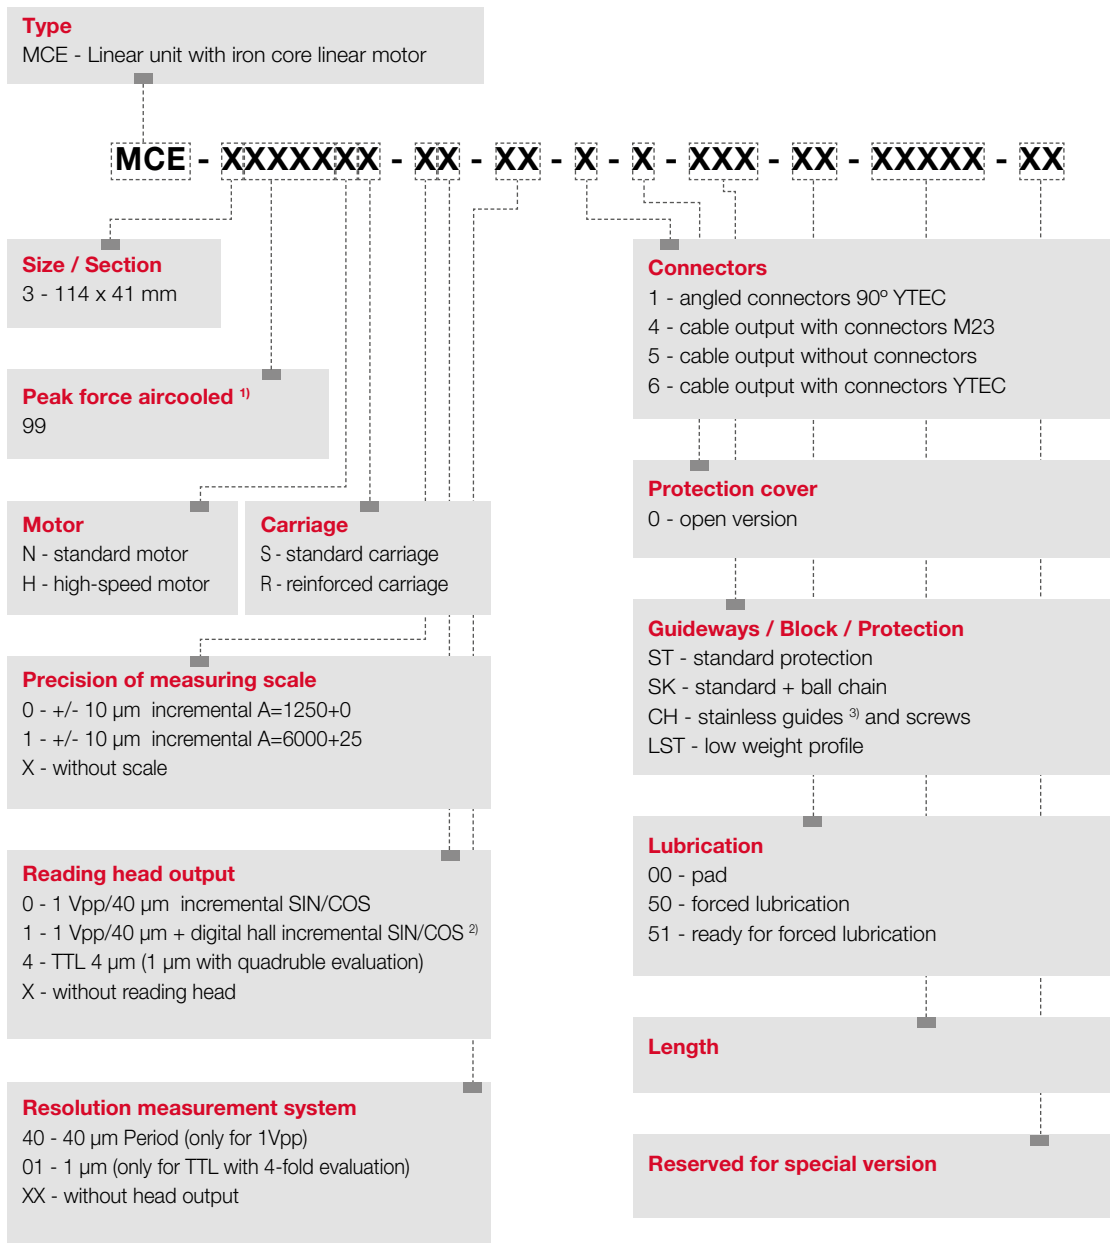 Type
MCE - Linear unit with iron core linear motor
MCE - XXXXXXX - XX - XX - X - X - XXX - XX - XXXXX - XX
Size / Section
3 - 114 x 41 mm
Peak force aircooled 1)
99
Motor
N - standard motor
H - high-speed motor
Carriage
S - standard carriage
R - reinforced carriage
Precision of measuring scale
0 - +/- 10 µm incremental A=1250+0
1 - +/- 10 µm incremental A=6000+25
X - without scale
Reading head output
0 - 1 Vpp/40 µm incremental SIN/COS
1 - 1 Vpp/40 µm + digital hall incremental SIN/COS 2)
4 - TTL 4 µm (1 µm with quadruble evaluation)
X - without reading head
Resolution measurement system
40 - 40 µm Period (only for 1Vpp)
01 - 1 µm (only for TTL with 4-fold evaluation)
XX - without head output
Connectors
1 - angled connectors 90º YTEC
4 - cable output with connectors M23
5 - cable output without connectors
6 - cable output with connectors YTEC
Protection cover
0 - open version
Guideways / Block / Protection
ST - standard protection
SK - standard + ball chain
CH - stainless guides 3) and screws
LST - low weight profile
Lubrication
00 - pad
50 - forced lubrication
51 - ready for forced lubrication
Length
Reserved for special version